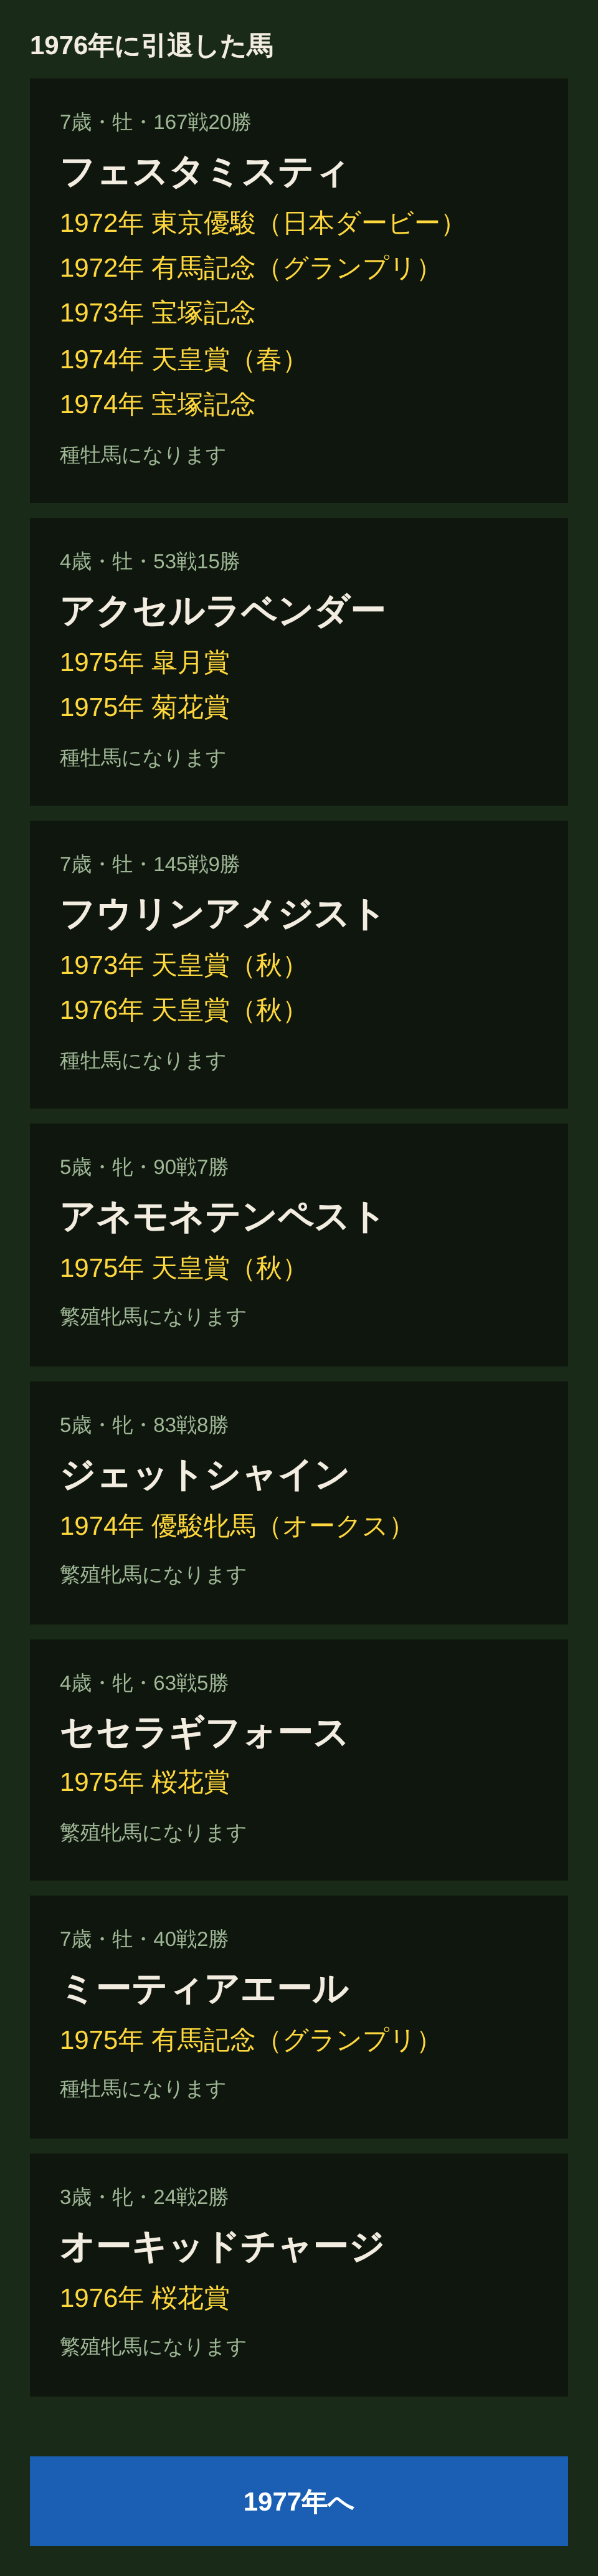 1976年に引退した馬
7歳・牡・167戦20勝
フェスタミスティ
1972年 東京優駿（日本ダービー）
1972年 有馬記念（グランプリ）
1973年 宝塚記念
1974年 天皇賞（春）
1974年 宝塚記念
種牡馬になります
4歳・牡・53戦15勝
アクセルラベンダー
1975年 皐月賞
1975年 菊花賞
種牡馬になります
7歳・牡・145戦9勝
フウリンアメジスト
1973年 天皇賞（秋）
1976年 天皇賞（秋）
種牡馬になります
5歳・牝・90戦7勝
アネモネテンペスト
1975年 天皇賞（秋）
繁殖牝馬になります
5歳・牝・83戦8勝
ジェットシャイン
1974年 優駿牝馬（オークス）
繁殖牝馬になります
4歳・牝・63戦5勝
セセラギフォース
1975年 桜花賞
繁殖牝馬になります
7歳・牡・40戦2勝
ミーティアエール
1975年 有馬記念（グランプリ）
種牡馬になります
3歳・牝・24戦2勝
オーキッドチャージ
1976年 桜花賞
繁殖牝馬になります
1977年へ